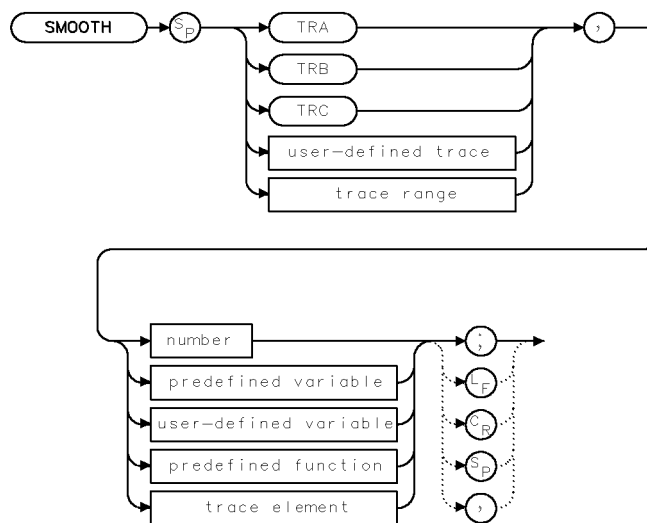 SMOOTH SP TRA ,
TRB
TRC
user-defined trace
trace range
number ;
predefined variable LF
user-defined variable CR
predefined function SP
trace element ,